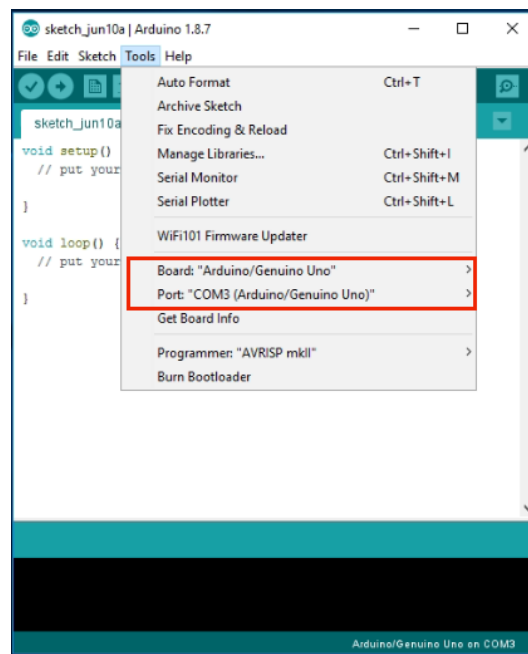 sketch_jun10a | Arduino 1.8.7
File Edit Sketch Tools Help
sketch_jun10a
void setup()
// put your
}
void loop() {
// put your
}
Auto Format Ctrl+T
Archive Sketch
Fix Encoding & Reload
Manage Libraries... Ctrl+Shift+I
Serial Monitor Ctrl+Shift+M
Serial Plotter Ctrl+Shift+L
WiFi101 Firmware Updater
Board: "Arduino/Genuino Uno"
Port: "COM3 (Arduino/Genuino Uno)"
Get Board Info
Programmer: "AVRISP mkII"
Burn Bootloader
Arduino/Genuino Uno on COM3